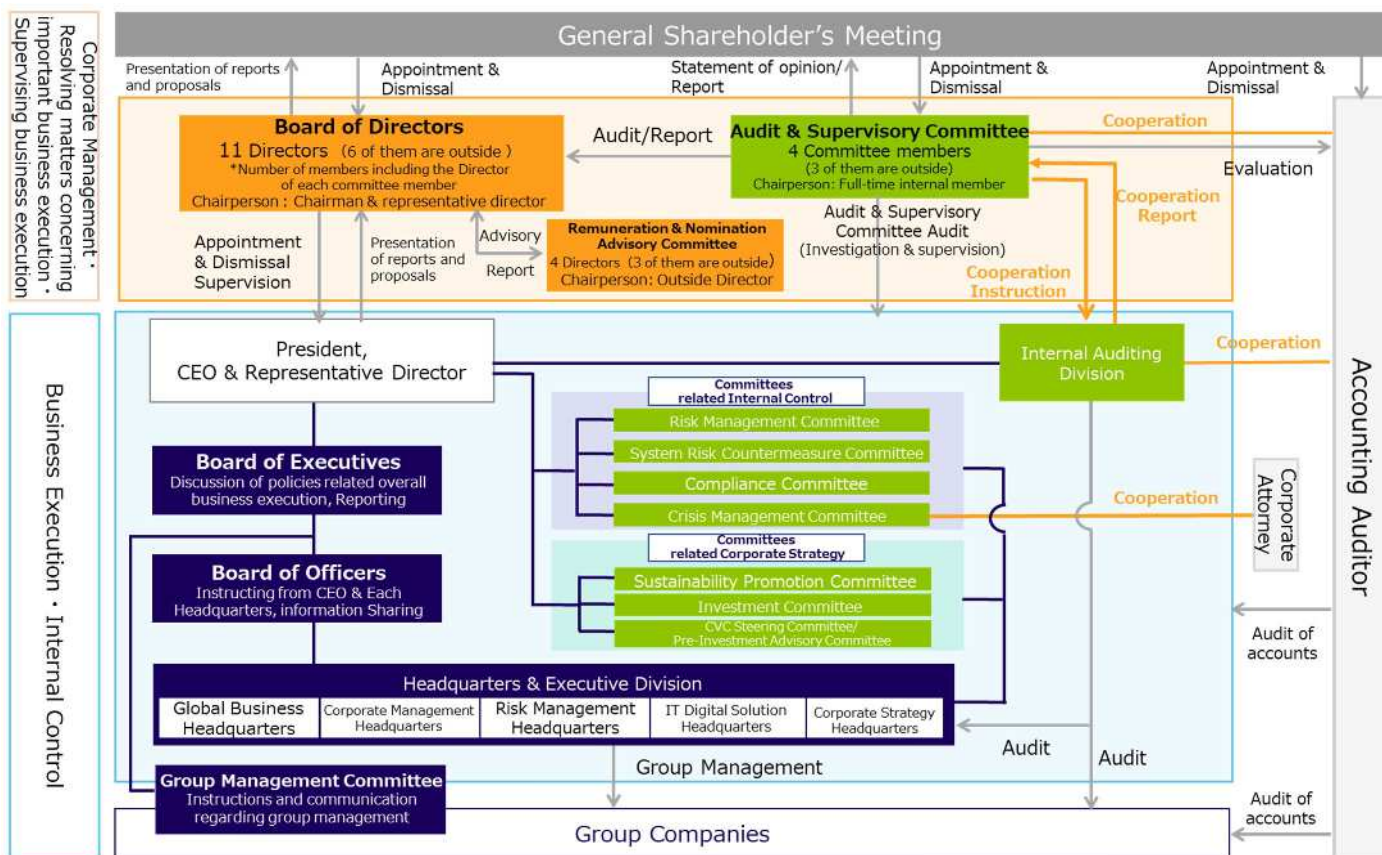 General Shareholder's Meeting
Corporate Management・
Resolving matters concerning
important business execution・
Supervising business execution
Presentation of reports
and proposals
Appointment &
Dismissal
Statement of opinion/
Report
Appointment &
Dismissal
Appointment &
Dismissal
Board of Directors
11 Directors (6 of them are outside )
*Number of members including the Director
of each committee member
Chairperson : Chairman & representative director
Audit/Report
Audit & Supervisory Committee
4 Committee members
(3 of them are outside)
Chairperson: Full-time internal member
Cooperation
Evaluation
Cooperation
Report
Appointment
& Dismissal
Supervision
Presentation
of reports and
proposals
Advisory
Report
Remuneration & Nomination
Advisory Committee
4 Directors (3 of them are outside)
Chairperson: Outside Director
Audit & Supervisory
Committee Audit
(Investigation & supervision)
Cooperation
Instruction
Business Execution・Internal Control
President,
CEO & Representative Director
Internal Auditing
Division
Cooperation
Accounting Auditor
Committees
related Internal Control
Risk Management Committee
System Risk Countermeasure Committee
Compliance Committee
Crisis Management Committee
Cooperation
Corporate
Attorney
Board of Executives
Discussion of policies related overall
business execution, Reporting
Committees
related Corporate Strategy
Sustainability Promotion Committee
Investment Committee
CVC Steering Committee/
Pre-Investment Advisory Committee
Board of Officers
Instructing from CEO & Each
Headquarters, information Sharing
Audit of
accounts
Headquarters & Executive Division
Global Business
Headquarters
Corporate Management
Headquarters
Risk Management
Headquarters
IT Digital Solution
Headquarters
Corporate Strategy
Headquarters
Audit
Audit
Group Management
Group Management Committee
Instructions and communication
regarding group management
Audit of
accounts
Group Companies